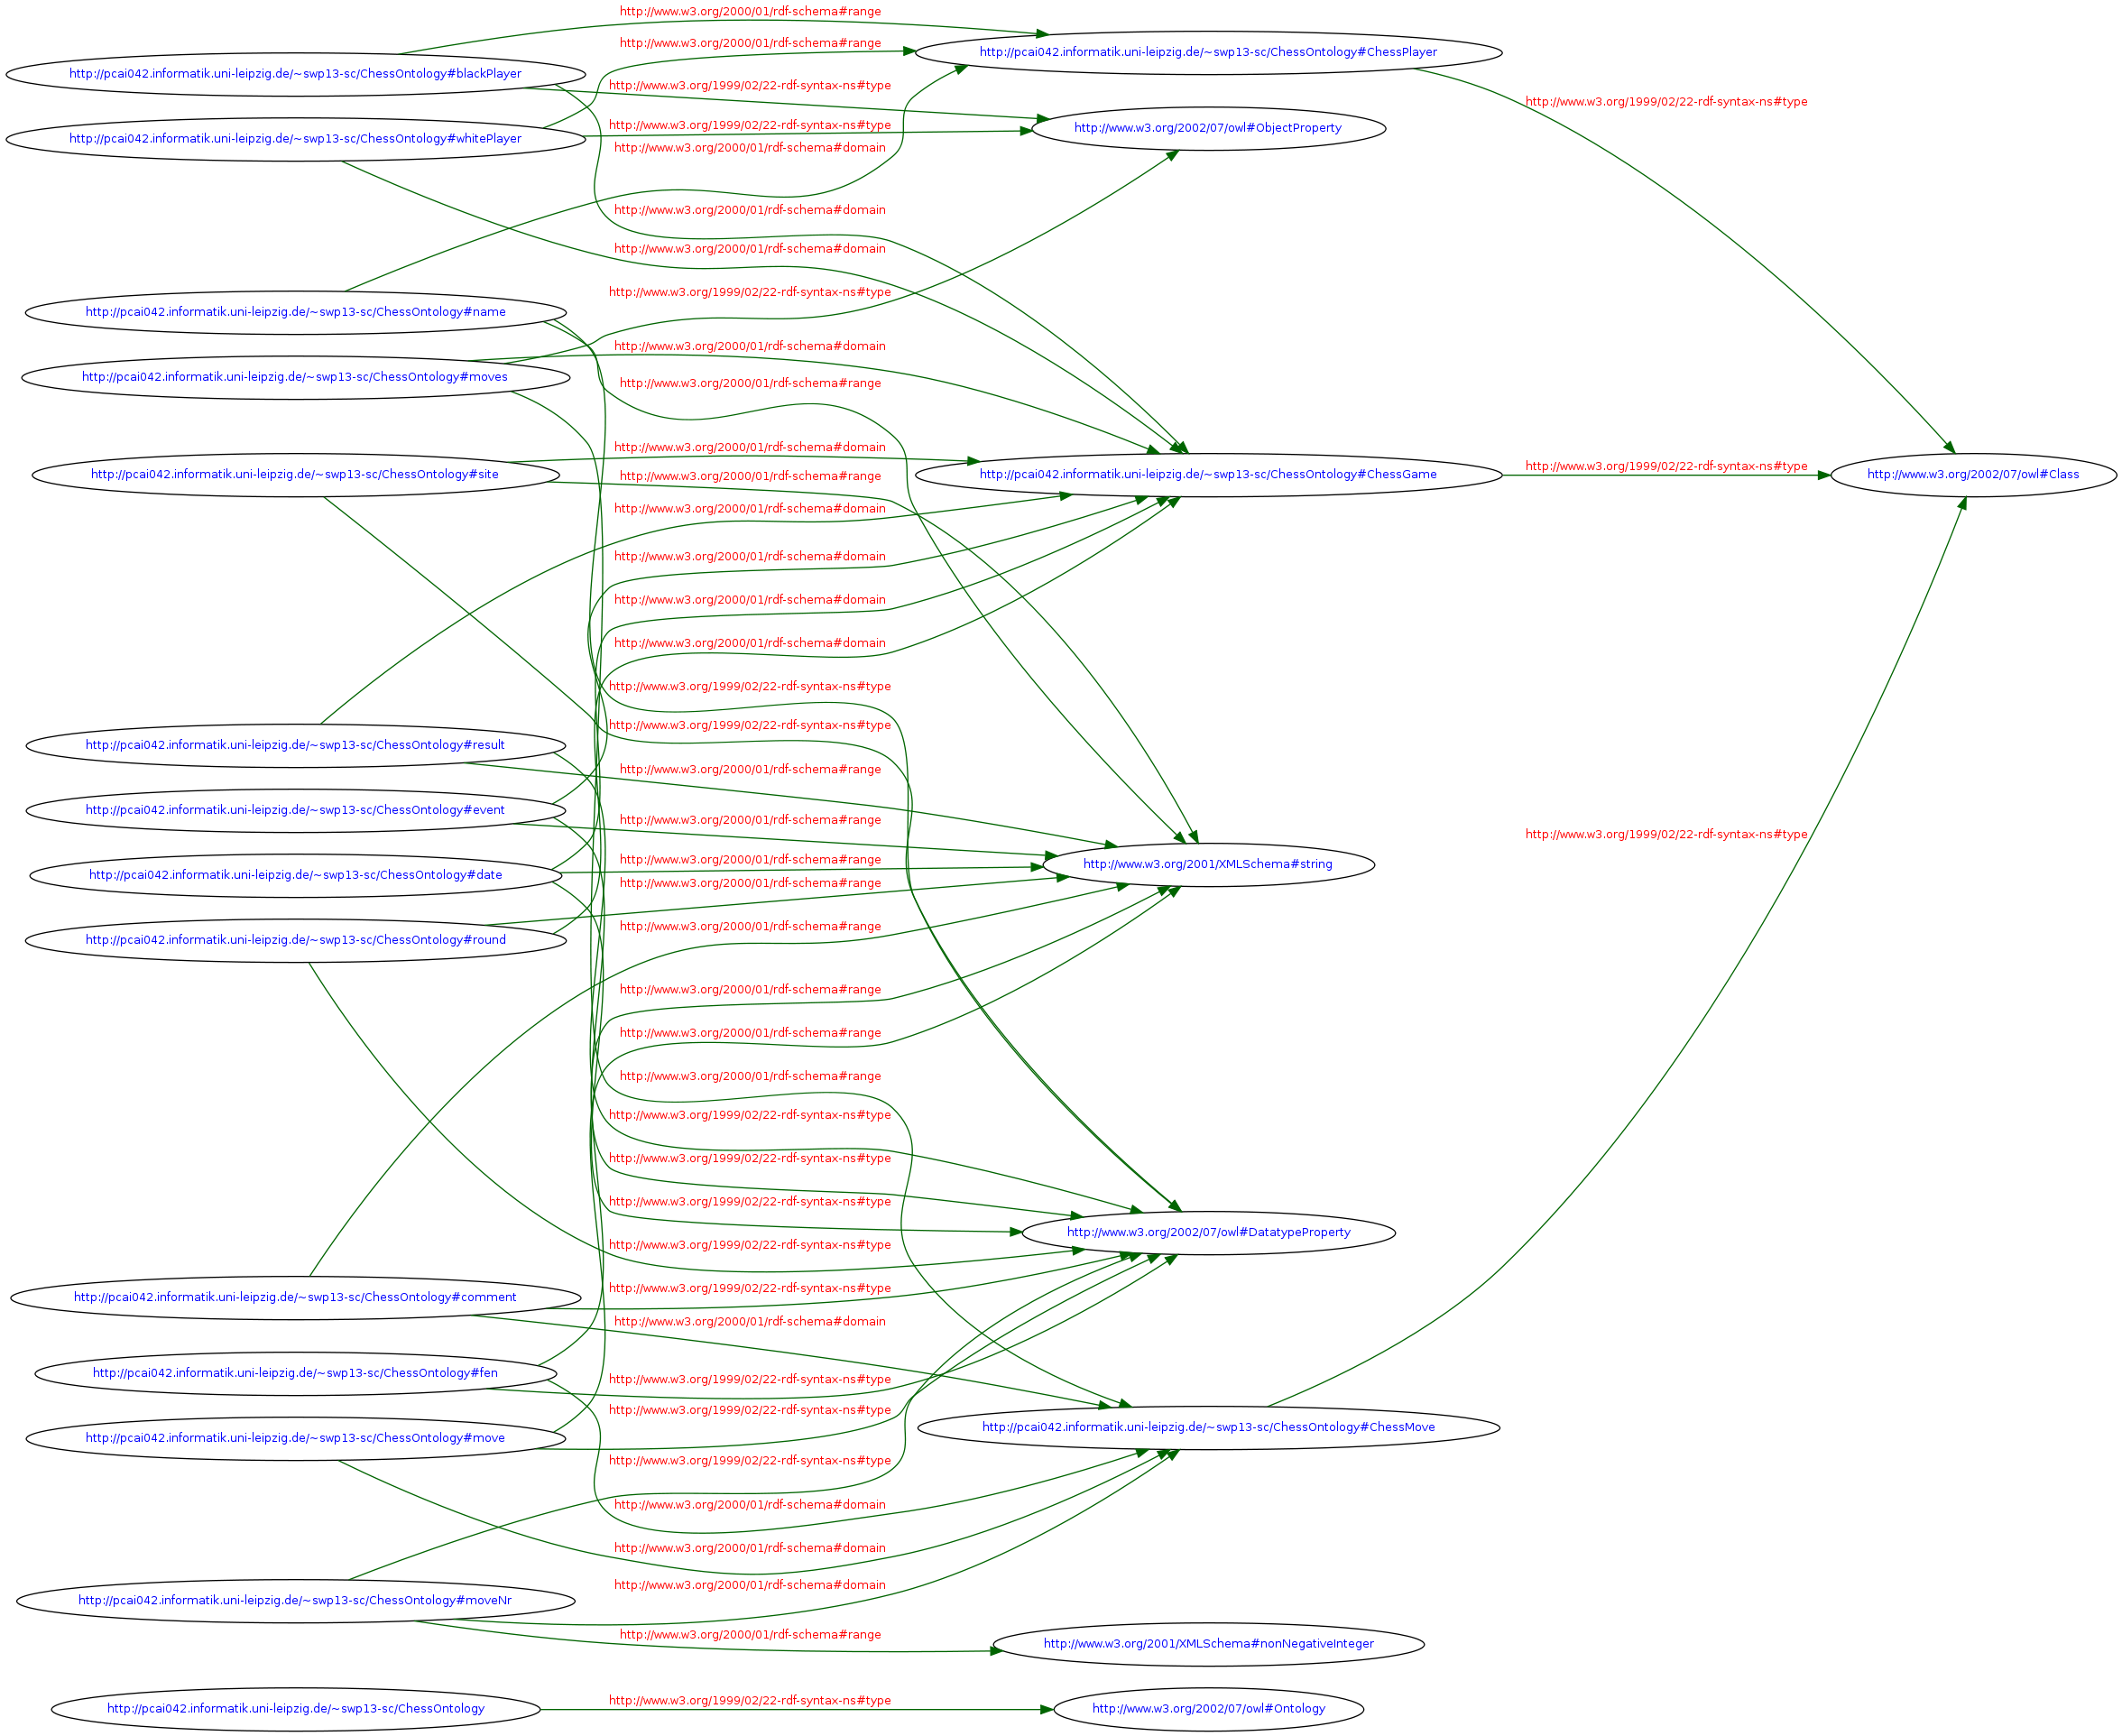 http://www.w3.org/2000/01/rdf-schema#range
http://www.w3.org/2000/01/rdf-schema#range
http://pcai042.informatik.uni-leipzig.de/~swp13-sc/ChessOntology#ChessPlayer
http://pcai042.informatik.uni-leipzig.de/~swp13-sc/ChessOntology#blackPlayer
http://www.w3.org/1999/02/22-rdf-syntax-ns#type
http://www.w3.org/1999/02/22-rdf-syntax-ns#type
http://www.w3.org/1999/02/22-rdf-syntax-ns#type
http://www.w3.org/2002/07/owl#ObjectProperty
http://pcai042.informatik.uni-leipzig.de/~swp13-sc/ChessOntology#whitePlayer
http://www.w3.org/2000/01/rdf-schema#domain
http://www.w3.org/2000/01/rdf-schema#domain
http://www.w3.org/2000/01/rdf-schema#domain
http://www.w3.org/1999/02/22-rdf-syntax-ns#type
http://pcai042.informatik.uni-leipzig.de/~swp13-sc/ChessOntology#name
http://www.w3.org/2000/01/rdf-schema#domain
http://pcai042.informatik.uni-leipzig.de/~swp13-sc/ChessOntology#moves
http://www.w3.org/2000/01/rdf-schema#range
http://www.w3.org/2000/01/rdf-schema#domain
http://www.w3.org/1999/02/22-rdf-syntax-ns#type
http://pcai042.informatik.uni-leipzig.de/~swp13-sc/ChessOntology#site
http://www.w3.org/2000/01/rdf-schema#range
http://pcai042.informatik.uni-leipzig.de/~swp13-sc/ChessOntology#ChessGame
http://www.w3.org/2002/07/owl#Class
http://www.w3.org/2000/01/rdf-schema#domain
http://www.w3.org/2000/01/rdf-schema#domain
http://www.w3.org/2000/01/rdf-schema#domain
http://www.w3.org/2000/01/rdf-schema#domain
http://www.w3.org/1999/02/22-rdf-syntax-ns#type
http://www.w3.org/1999/02/22-rdf-syntax-ns#type
http://pcai042.informatik.uni-leipzig.de/~swp13-sc/ChessOntology#result
http://www.w3.org/2000/01/rdf-schema#range
http://pcai042.informatik.uni-leipzig.de/~swp13-sc/ChessOntology#event
http://www.w3.org/2000/01/rdf-schema#range
http://www.w3.org/1999/02/22-rdf-syntax-ns#type
http://www.w3.org/2000/01/rdf-schema#range
http://www.w3.org/2001/XMLSchema#string
http://pcai042.informatik.uni-leipzig.de/~swp13-sc/ChessOntology#date
http://www.w3.org/2000/01/rdf-schema#range
http://www.w3.org/2000/01/rdf-schema#range
http://pcai042.informatik.uni-leipzig.de/~swp13-sc/ChessOntology#round
http://www.w3.org/2000/01/rdf-schema#range
http://www.w3.org/2000/01/rdf-schema#range
http://www.w3.org/2000/01/rdf-schema#range
http://www.w3.org/1999/02/22-rdf-syntax-ns#type
http://www.w3.org/1999/02/22-rdf-syntax-ns#type
http://www.w3.org/1999/02/22-rdf-syntax-ns#type
http://www.w3.org/2002/07/owl#DatatypeProperty
http://www.w3.org/1999/02/22-rdf-syntax-ns#type
http://www.w3.org/1999/02/22-rdf-syntax-ns#type
http://pcai042.informatik.uni-leipzig.de/~swp13-sc/ChessOntology#comment
http://www.w3.org/2000/01/rdf-schema#domain
http://pcai042.informatik.uni-leipzig.de/~swp13-sc/ChessOntology#fen
http://www.w3.org/1999/02/22-rdf-syntax-ns#type
http://www.w3.org/1999/02/22-rdf-syntax-ns#type
http://pcai042.informatik.uni-leipzig.de/~swp13-sc/ChessOntology#ChessMove
http://pcai042.informatik.uni-leipzig.de/~swp13-sc/ChessOntology#move
http://www.w3.org/1999/02/22-rdf-syntax-ns#type
http://www.w3.org/2000/01/rdf-schema#domain
http://www.w3.org/2000/01/rdf-schema#domain
http://www.w3.org/2000/01/rdf-schema#domain
http://pcai042.informatik.uni-leipzig.de/~swp13-sc/ChessOntology#moveNr
http://www.w3.org/2000/01/rdf-schema#range
http://www.w3.org/2001/XMLSchema#nonNegativeInteger
http://www.w3.org/1999/02/22-rdf-syntax-ns#type
http://pcai042.informatik.uni-leipzig.de/~swp13-sc/ChessOntology
http://www.w3.org/2002/07/owl#Ontology